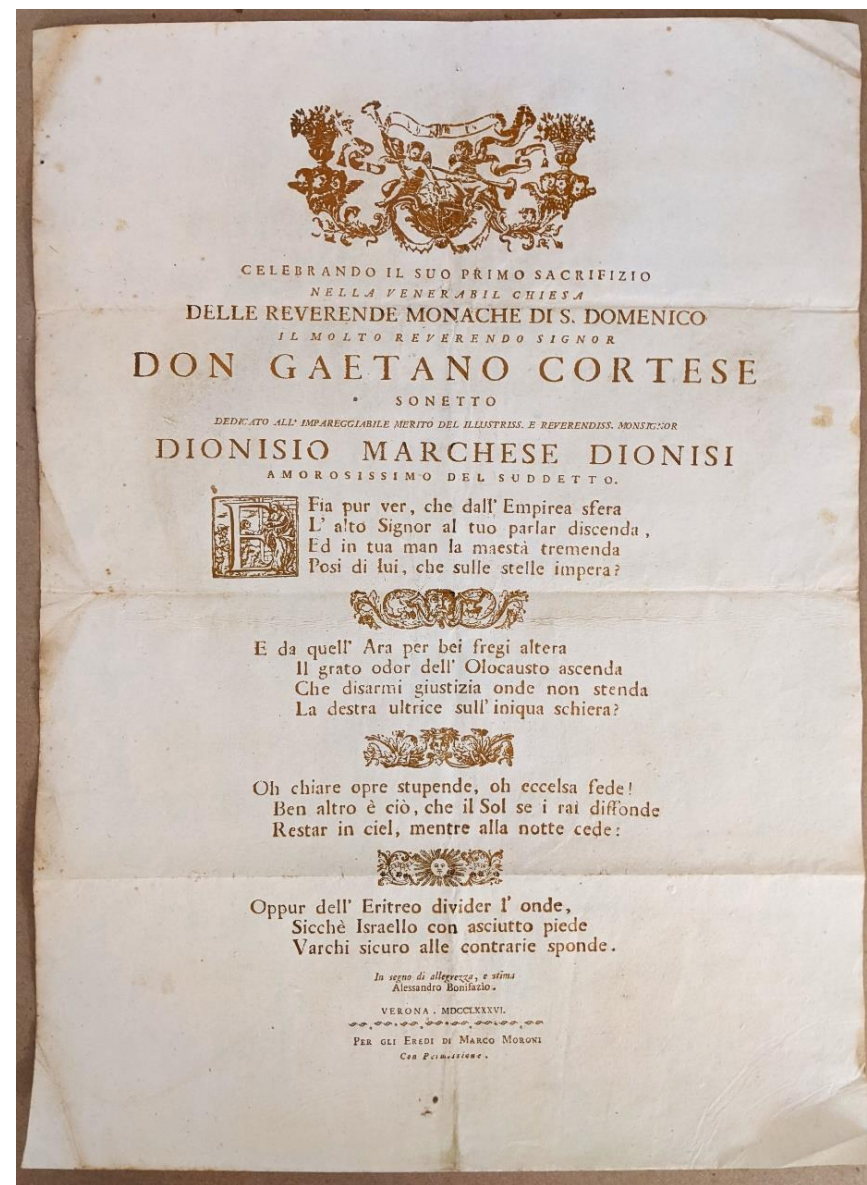 CELEBRANDO IL SUO PRIMO SACRIFIZIO
NELLA VENERABIL CHIESA
DELLE REVERENDE MONACHE DI S. DOMENICO
IL MOLTO REVERENDO SIGNOR
DON GAETANO CORTESE
SONETTO
DEDICATO ALL' IMPAREGGIABILE MERITO DEL ILLUSTRISS. E REVERENDISS. MONSIGNOR
DIONISIO MARCHESE DIONISI
AMOROSISSIMO DEL SUDDETTO.
E Fia pur ver, che dall' Empirea sfera
L' alto Signor al tuo parlar discenda,
Ed in tua man la maestà tremenda
Posi di lui, che sulle stelle impera?
E da quell' Ara per bei fregi altera
Il grato odor dell' Olocausto ascenda
Che disarmi giustizia onde non stenda
La destra ultrice sull' iniqua schiera?
Oh chiare opre stupende, oh eccelsa fede!
Ben altro è ciò, che il Sol se i rai diffonde
Restar in ciel, mentre alla notte cede:
Oppur dell' Eritreo divider l' onde,
Sicchè Israello con asciutto piede
Varchi sicuro alle contrarie sponde.
In segno di allegrezza, e stima
Alessandro Bonifazio.
VERONA. MDCCLXXXVI.
PER GLI EREDI DI MARCO MORONI
Con Permissione.